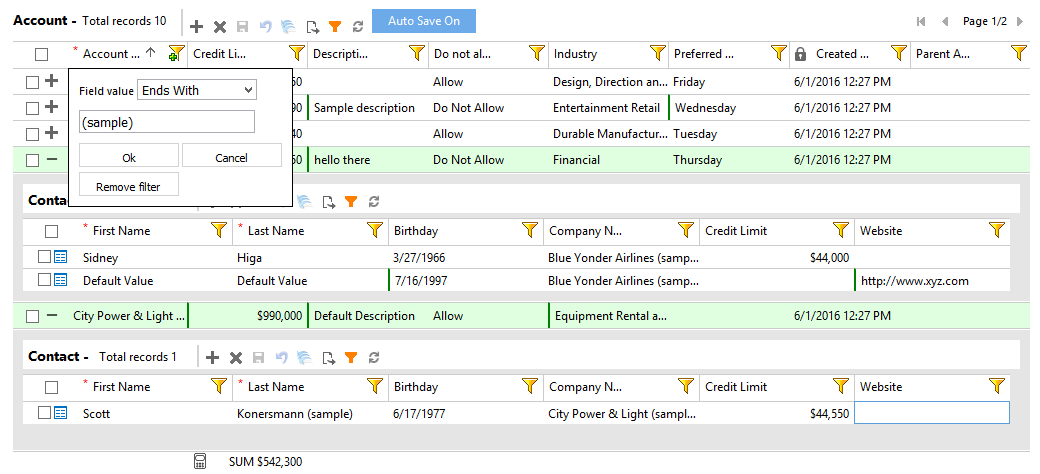 Account - Total records 10 Auto Save On Page 1/2
* Account ... Credit Li... Descripti... Do not al... Industry Preferred ... Created ... Parent A...
Allow Design, Direction an... Friday 6/1/2016 12:27 PM
Field value Ends With
90 Sample description Do Not Allow Entertainment Retail Wednesday 6/1/2016 12:27 PM
(sample)
40 Allow Durable Manufactur... Tuesday 6/1/2016 12:27 PM
Ok Cancel
hello there Do Not Allow Financial Thursday 6/1/2016 12:27 PM
Remove filter
Contac
* First Name * Last Name Birthday Company N... Credit Limit Website
Sidney Higa 3/27/1966 Blue Yonder Airlines (samp... $44,000
Default Value Default Value 7/16/1997 Blue Yonder Airlines (samp... http://www.xyz.com
City Power & Light ... $990,000 Default Description Allow Equipment Rental a... 6/1/2016 12:27 PM
Contact - Total records 1
* First Name * Last Name Birthday Company N... Credit Limit Website
Scott Konersmann (sample) 6/17/1977 City Power & Light (sampl... $44,550
SUM $542,300